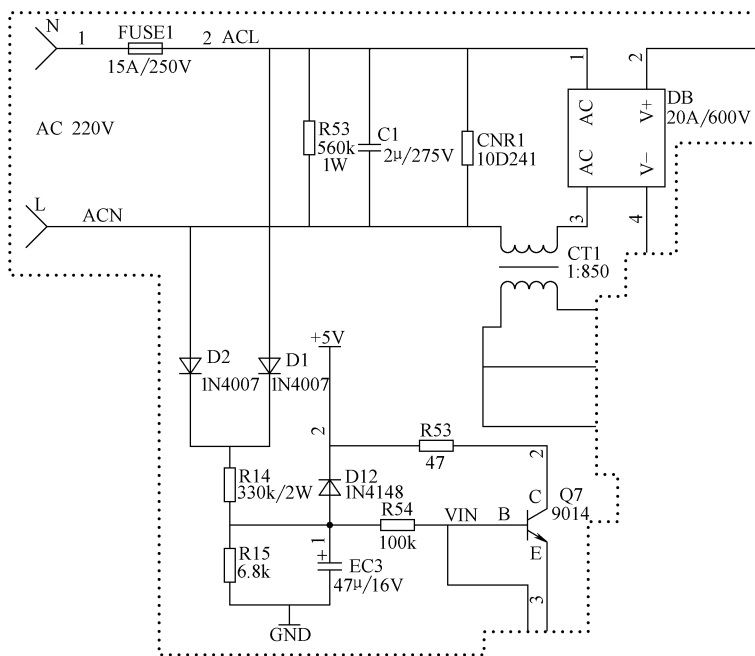 N
1
FUSE1
15A/250V
2
ACL
AC 220V
R53
560k
1W
C1
2μ/275V
CNR1
10D241
1
2
AC
V+
AC
V−
DB
20A/600V
L
ACN
3
4
CT1
1:850
+5V
D2
1N4007
D1
1N4007
2
R53
47
2
R14
330k/2W
D12
1N4148
R54
100k
VIN
B
C
Q7
9014
E
R15
6.8k
1
+
EC3
47μ/16V
3
GND